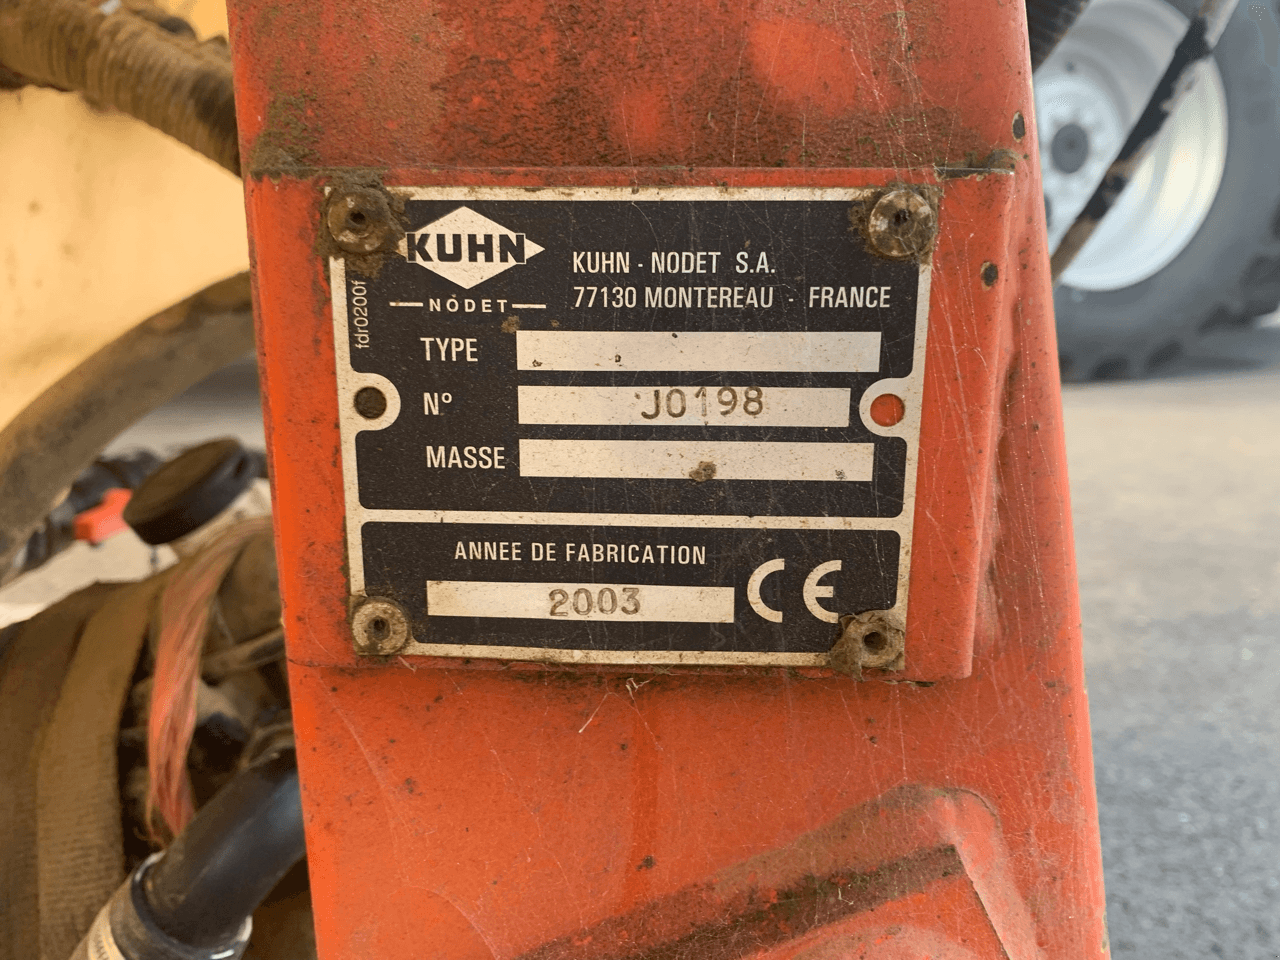 KUHN
NODET
KUHN - NODET S.A.
77130 MONTEREAU - FRANCE
fdr0200f
TYPE
N° J0198
MASSE
ANNEE DE FABRICATION
2003
CE